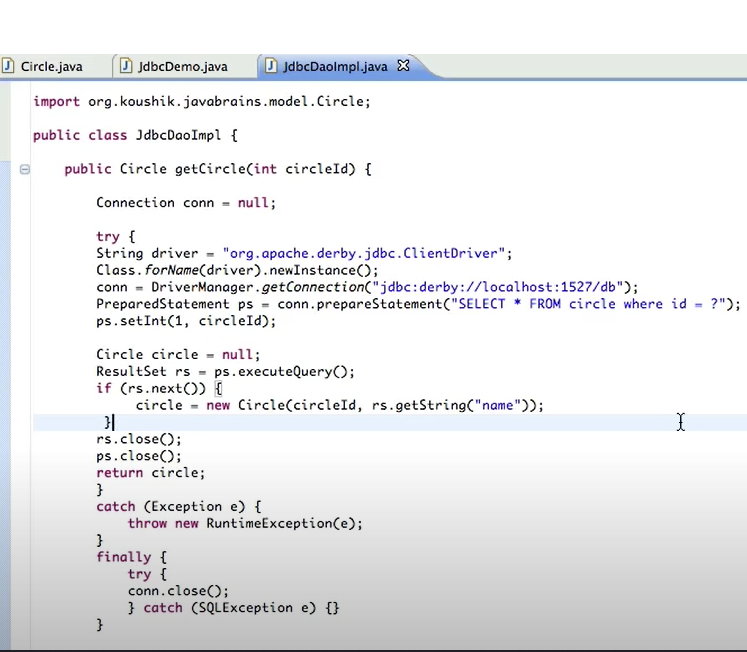 Circle.java JdbcDemo.java JdbcDaoImpl.java
import org.koushik.javabrains.model.Circle;
public class JdbcDaoImpl {
public Circle getCircle(int circleId) {
Connection conn = null;
try {
String driver = "org.apache.derby.jdbc.ClientDriver";
Class.forName(driver).newInstance();
conn = DriverManager.getConnection("jdbc:derby://localhost:1527/db");
PreparedStatement ps = conn.prepareStatement("SELECT * FROM circle where id = ?");
ps.setInt(1, circleId);
Circle circle = null;
ResultSet rs = ps.executeQuery();
if (rs.next()) {
circle = new Circle(circleId, rs.getString("name"));
}
rs.close();
ps.close();
return circle;
}
catch (Exception e) {
throw new RuntimeException(e);
}
finally {
try {
conn.close();
} catch (SQLException e) {}
}